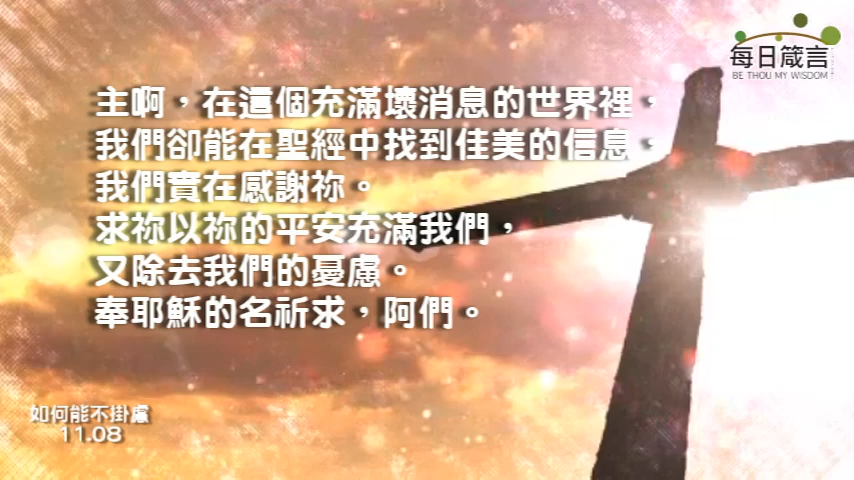 每日箴言
BE THOU MY WISDOM
主啊，在這個充滿壞消息的世界裡，
我們卻能在聖經中找到佳美的信息，
我們實在感謝祢。
求祢以祢的平安充滿我們，
又除去我們的憂慮。
奉耶穌的名祈求，阿們。
如何能不掛慮
11.08